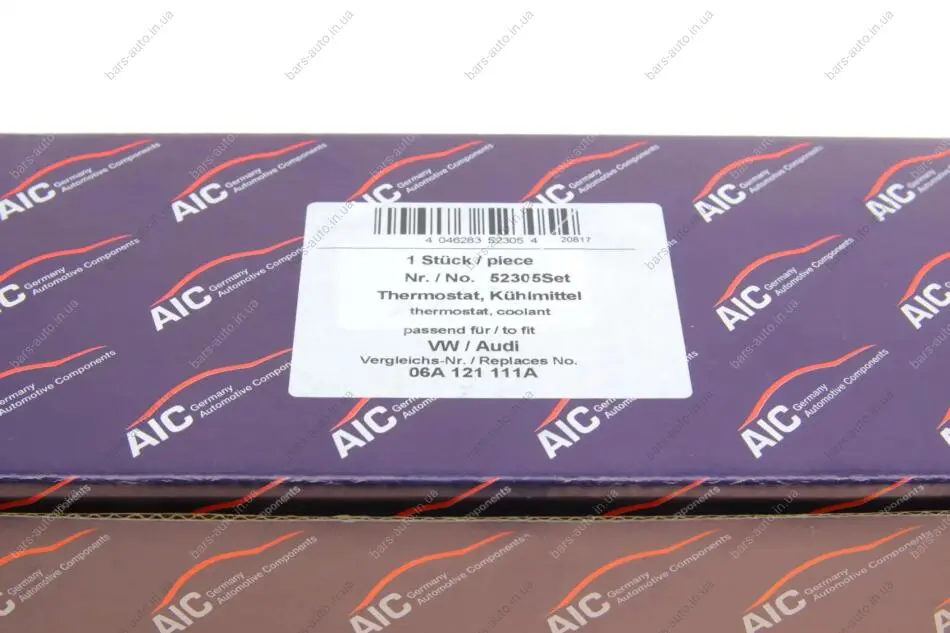 bars-auto.in.ua
AIC Germany
Automotive Components
4 046283 52305 4 20817
1 Stück / piece
Nr. / No. 52305Set
Thermostat, Kühlmittel
thermostat, coolant
passend für / to fit
VW / Audi
Vergleichs-Nr. / Replaces No.
06A 121 111A